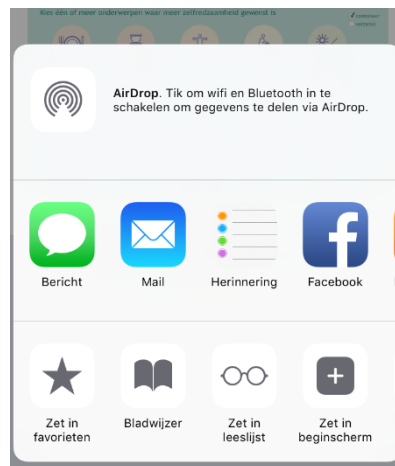 Kies één of meer onderwerpen waar meer zelfredzaamheid gewenst is
AirDrop. Tik om wifi en Bluetooth in te
schakelen om gegevens te delen via AirDrop.
Bericht
Mail
Herinnering
Facebook
Zet in
favorieten
Bladwijzer
Zet in
leeslijst
Zet in
beginscherm